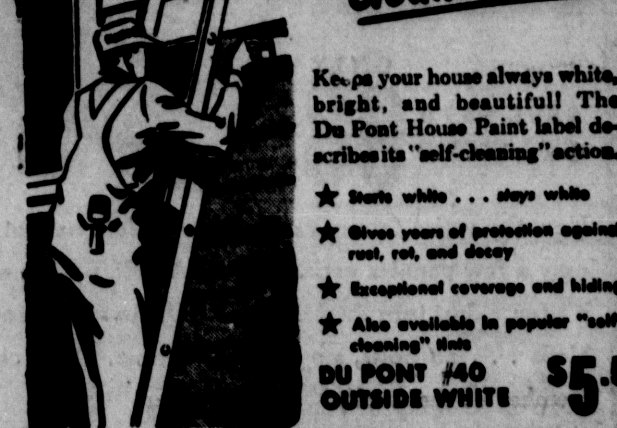 Keeps your house always white,
bright, and beautiful! The
Du Pont House Paint label de-
scribes its "self-cleaning" action.
★ Starts white . . . stays white
★ Gives years of protection against
rust, rot, and decay
★ Exceptional coverage and hiding
★ Also available in popular "self-
cleaning" tints
DU PONT #40
OUTSIDE WHITE
$5.